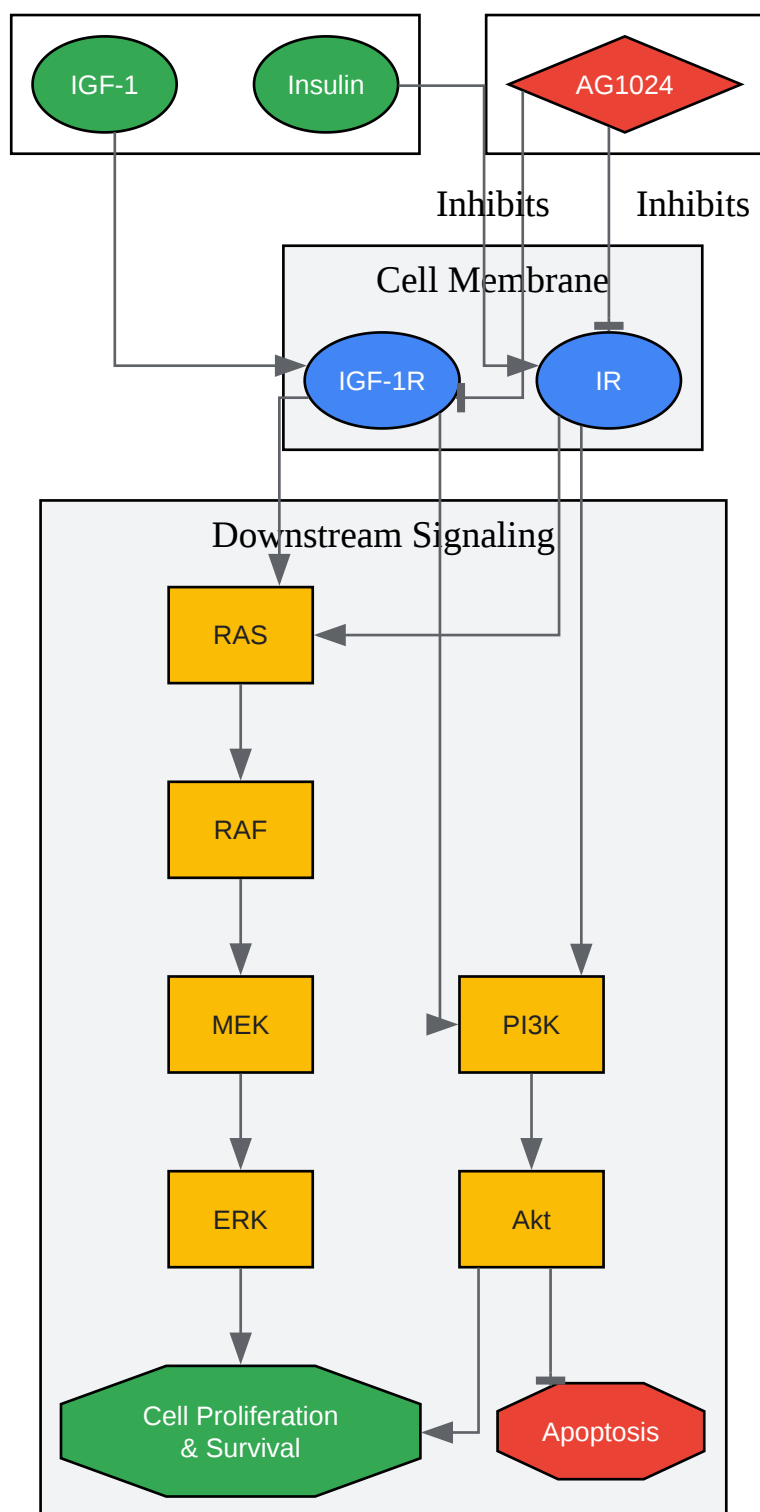 IGF-1
Insulin
AG1024
Inhibits
Inhibits
Cell Membrane
IGF-1R
IR
Downstream Signaling
RAS
RAF
MEK
PI3K
ERK
Akt
Cell Proliferation
& Survival
Apoptosis